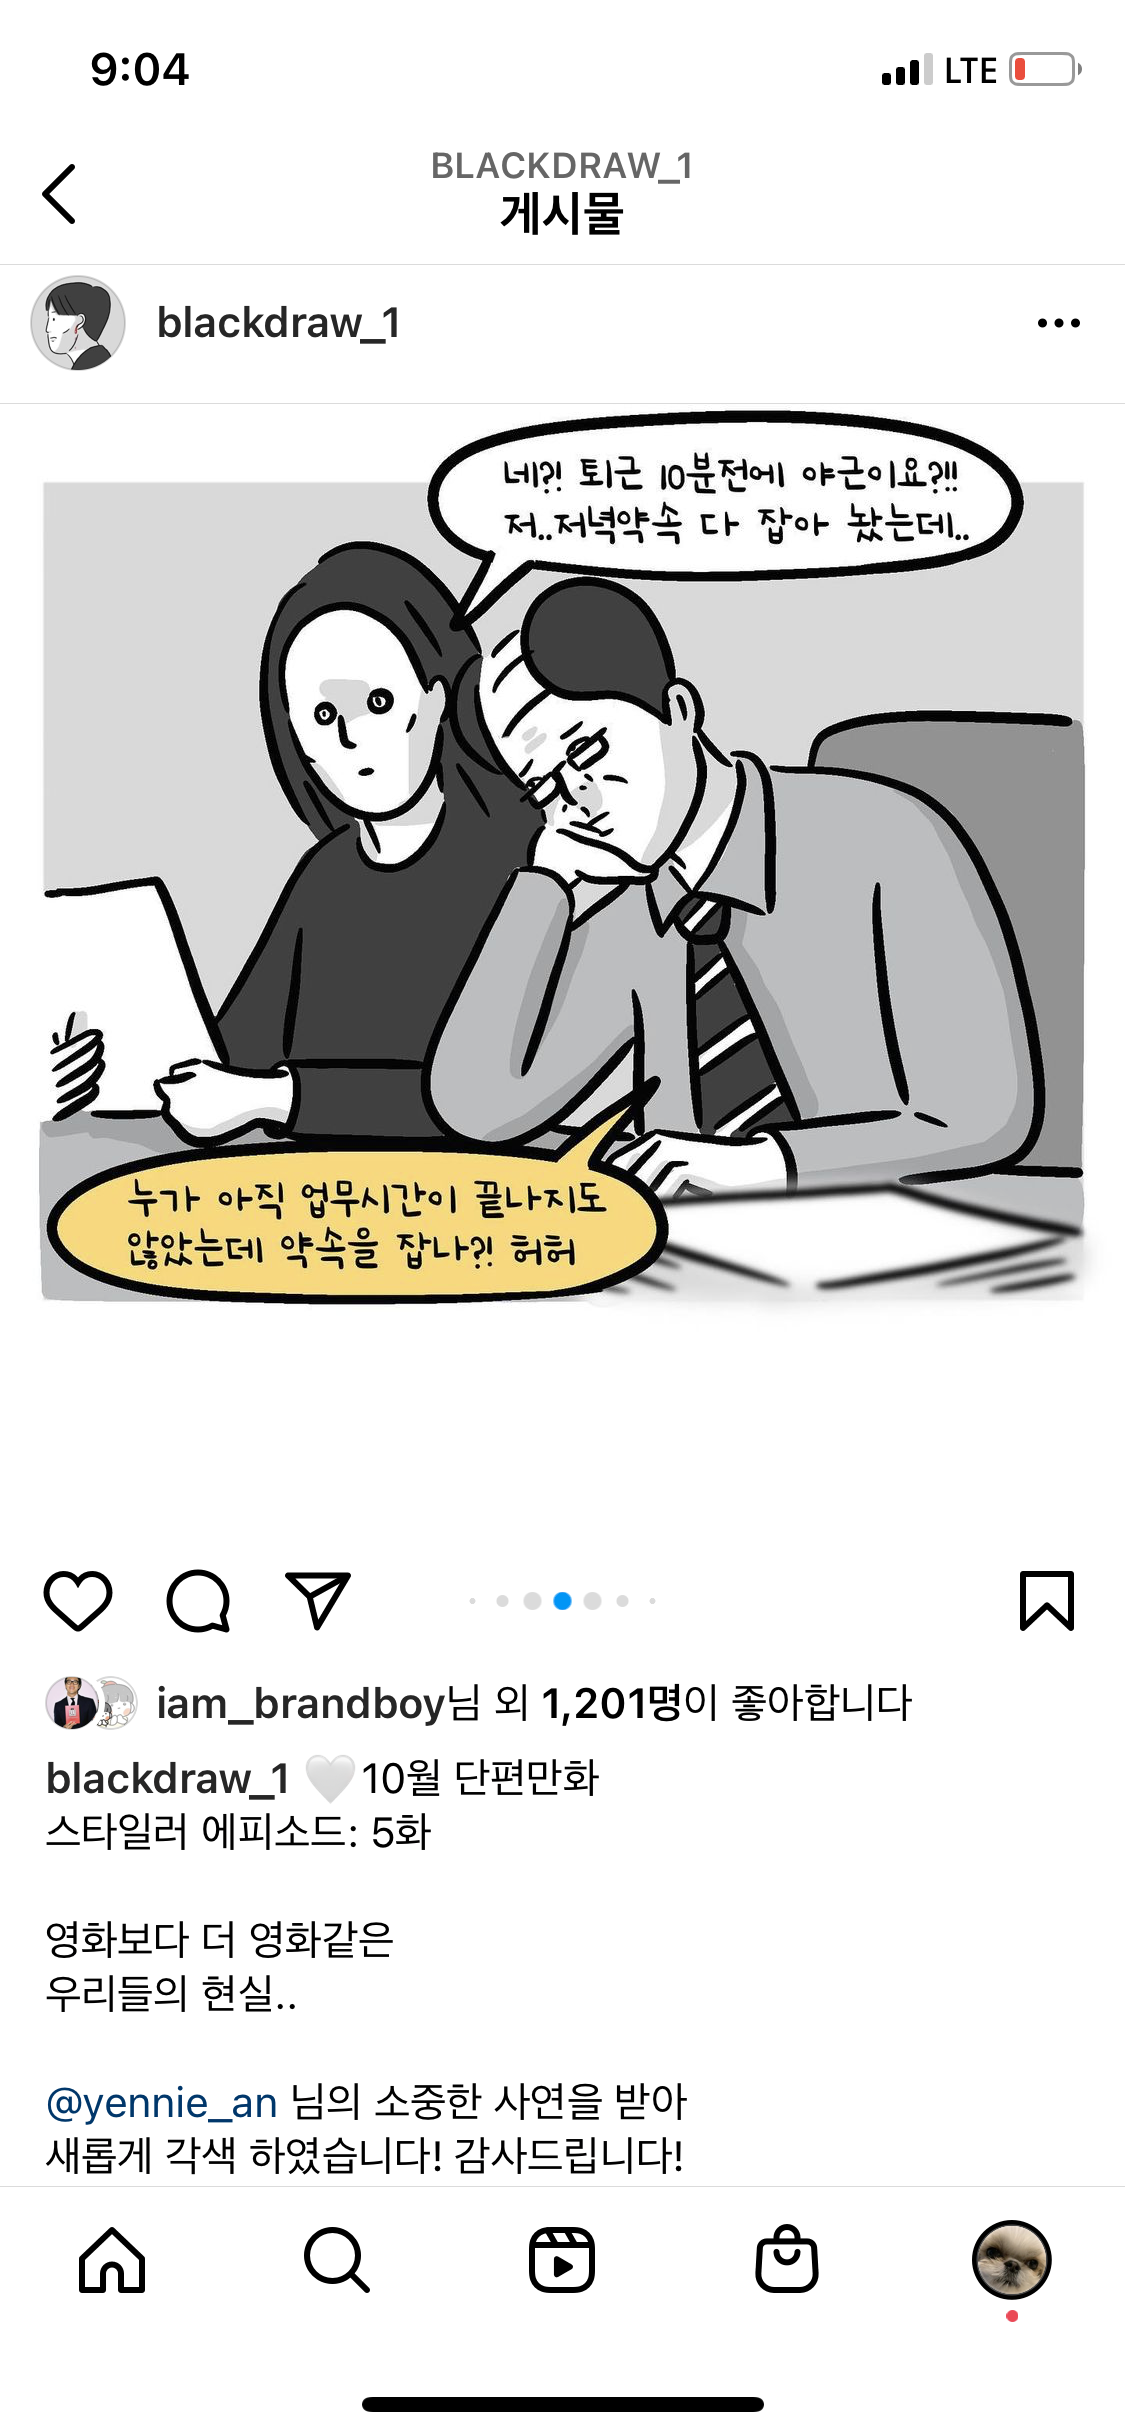 9:04
LTE
BLACKDRAW_1
게시물
blackdraw_1
네?! 퇴근 10분전에 야근이요?!!
저..저녁약속 다 잡아 놨는데..
누가 아직 업무시간이 끝나지도
않았는데 약속을 잡나?! 허허
iam_brandboy님 외 1,201명이 좋아합니다
blackdraw_1 🤍10월 단편만화
스타일러 에피소드: 5화
영화보다 더 영화같은
우리들의 현실..
@yennie_an 님의 소중한 사연을 받아
새롭게 각색 하였습니다! 감사드립니다!